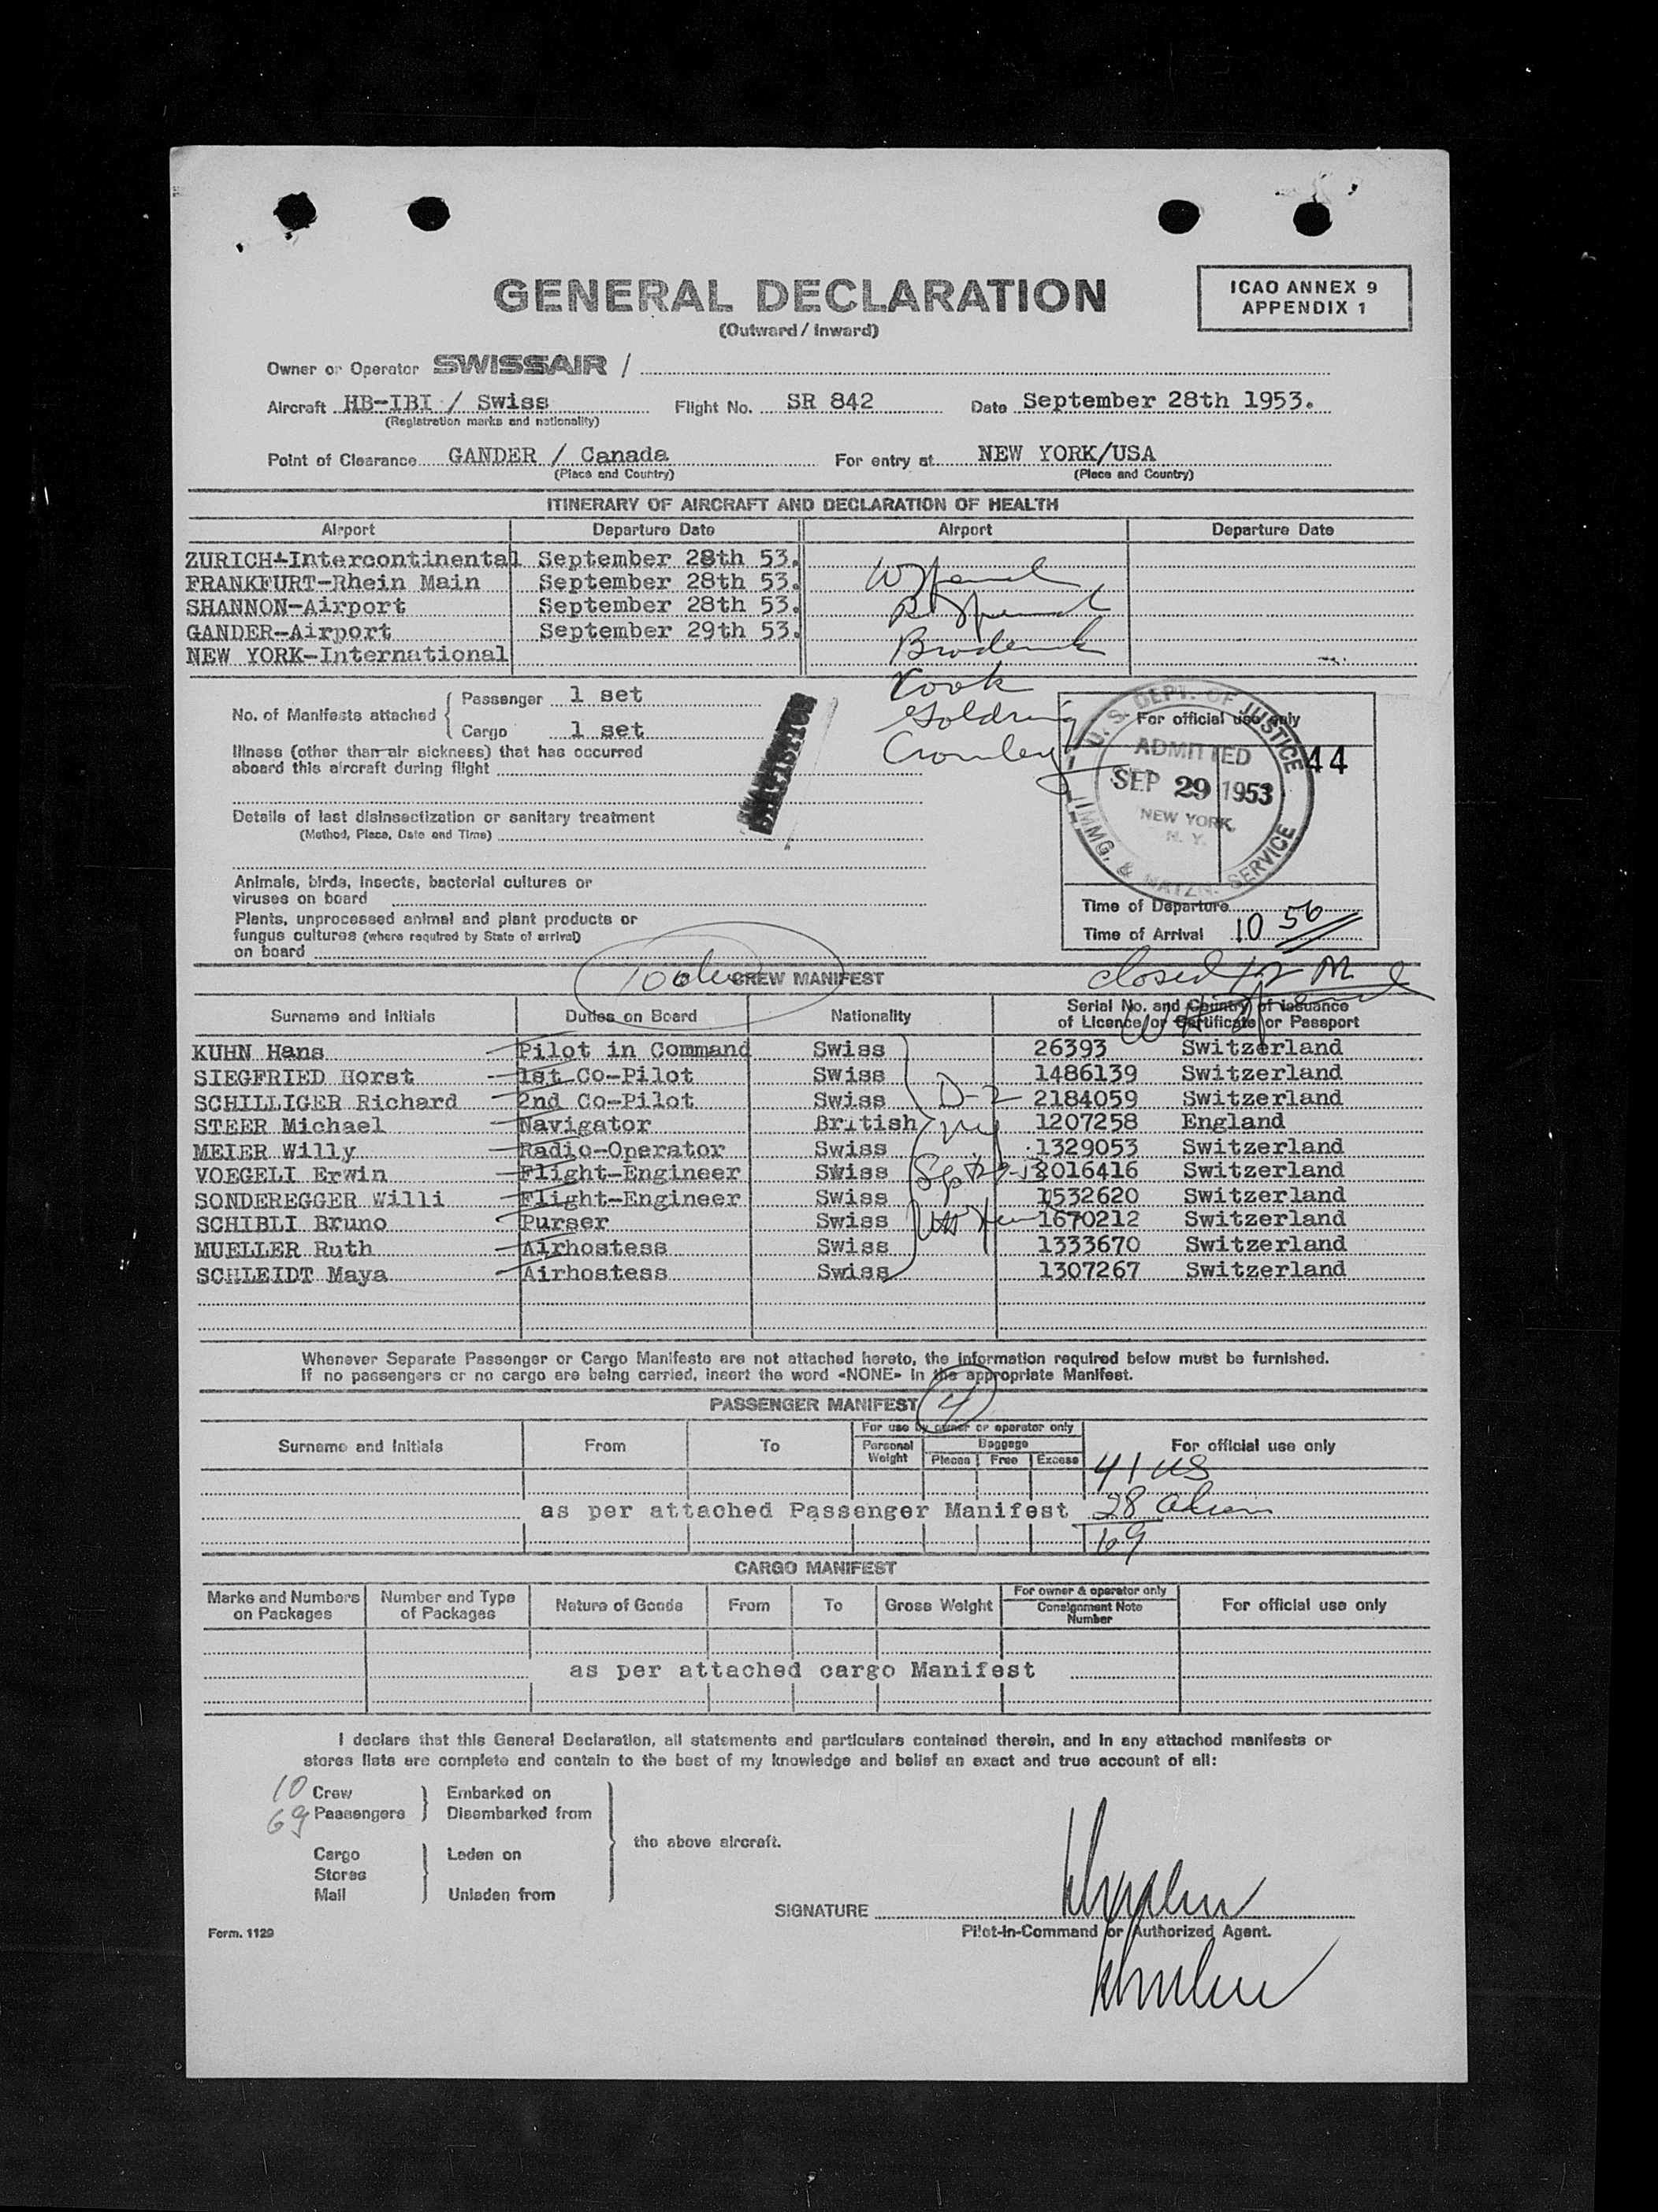 GENERAL DECLARATION
(Outward / Inward)
ICAO ANNEX 9
APPENDIX 1
Owner or Operator SWISSAIR /
Aircraft HB-IBI / Swiss Flight No. SR 842 Date September 28th 1953.
(Registration marks and nationality)
Point of Clearance GANDER / Canada For entry at NEW YORK/USA
(Place and Country) (Place and Country)
ITINERARY OF AIRCRAFT AND DECLARATION OF HEALTH
Airport Departure Date Airport Departure Date
ZURICH-Intercontinental September 28th 53.
FRANKFURT-Rhein Main September 28th 53.
SHANNON-Airport September 28th 53.
GANDER-Airport September 29th 53.
NEW YORK-International
Broderick
Cook
Goldring
Cromley
No. of Manifests attached
Passenger 1 set
Cargo 1 set
Illness (other than air sickness) that has occurred
aboard this aircraft during flight
Details of last disinsectization or sanitary treatment
(Method, Place, Date and Time)
Animals, birds, insects, bacterial cultures or
viruses on board
Plants, unprocessed animal and plant products or
fungus cultures (where required by State of arrival)
on board
For official use only
U. S. DEPT. OF JUSTICE
ADMITTED
44
SEP 29 1953
NEW YORK,
N. Y.
IMMG. & NATZN. SERVICE
Time of Departure
Time of Arrival 10 56
closed
CREW MANIFEST
Surname and Initials Duties on Board Nationality Serial No. and Country of Issuance
of Licence or Certificate or Passport
KUHN Hans Pilot in Command Swiss 26393 Switzerland
SIEGFRIED Horst 1st Co-Pilot Swiss 1486139 Switzerland
SCHILLIGER Richard 2nd Co-Pilot Swiss D-2 2184059 Switzerland
STEER Michael Navigator British NY 1207258 England
MEIER Willy Radio-Operator Swiss 1329053 Switzerland
VOEGELI Erwin Flight-Engineer Swiss 2016416 Switzerland
SONDEREGGER Willi Flight-Engineer Swiss 1532620 Switzerland
SCHIBLI Bruno Purser Swiss 1670212 Switzerland
MUELLER Ruth Airhostess Swiss 1333670 Switzerland
SCHLEIDT Maya Airhostess Swiss 1307267 Switzerland
Whenever Separate Passenger or Cargo Manifests are not attached hereto, the information required below must be furnished.
If no passengers or no cargo are being carried, insert the word «NONE» in the appropriate Manifest.
PASSENGER MANIFEST 4
Surname and Initials From To For use by owner or operator only For official use only
Personal Weight Baggage
Pieces Free Excess
41 US
as per attached Passenger Manifest 28 alien
69
CARGO MANIFEST
Marks and Numbers on Packages Number and Type of Packages Nature of Goods From To Gross Weight For owner & operator only For official use only
Consignment Note Number
as per attached cargo Manifest
I declare that this General Declaration, all statements and particulars contained therein, and in any attached manifests or
stores lists are complete and contain to the best of my knowledge and belief an exact and true account of all:
10 Crew Embarked on
69 Passengers Disembarked from
the above aircraft.
Cargo Laden on
Stores
Mail Unladen from
SIGNATURE
Form. 1129
Pilot-in-Command or Authorized Agent.